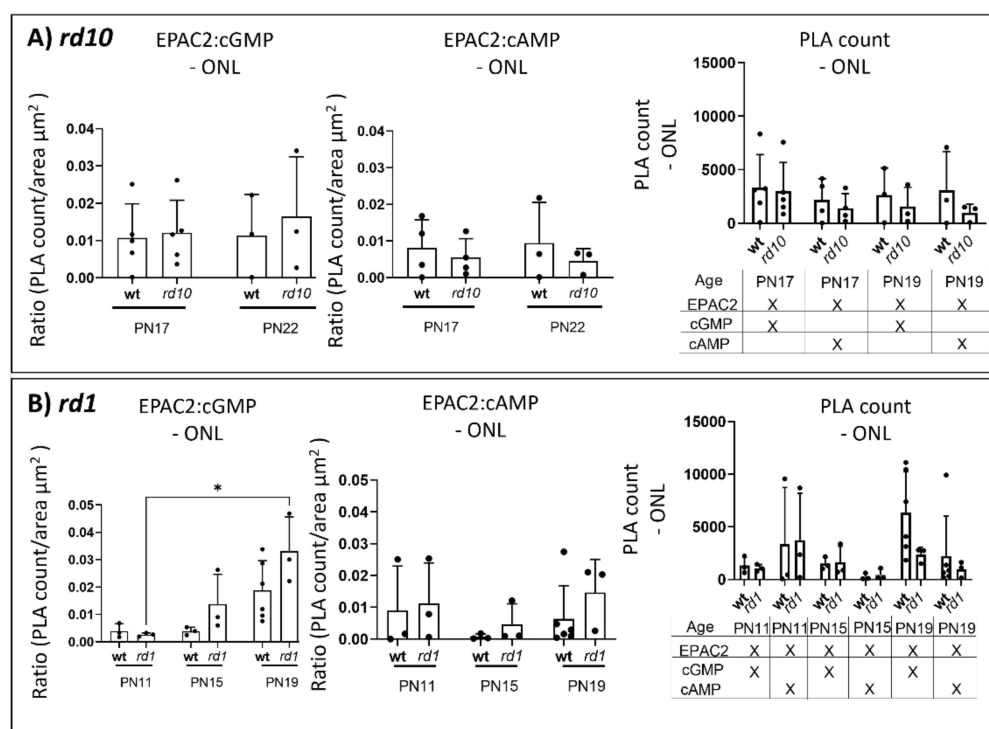 A) rd10
EPAC2:cGMP
- ONL
Ratio (PLA count/area µm²)
0.04
0.03
0.02
0.01
0.00
wt rd10 wt rd10
PN17 PN22
EPAC2:cAMP
- ONL
Ratio (PLA count/area µm²)
0.04
0.03
0.02
0.01
0.00
wt rd10 wt rd10
PN17 PN22
PLA count
- ONL
PLA count
- ONL
15000
10000
5000
0
wt rd10 wt rd10 wt rd10 wt rd10
Age PN17 PN17 PN19 PN19
EPAC2 X X X X
cGMP X X
cAMP X X
B) rd1
EPAC2:cGMP
- ONL
Ratio (PLA count/area µm²)
0.05
0.04
0.03
0.02
0.01
0.00
*
wt rd1 wt rd1 wt rd1
PN11 PN15 PN19
EPAC2:cAMP
- ONL
Ratio (PLA count/area µm²)
0.04
0.03
0.02
0.01
0.00
wt rd1 wt rd1 wt rd1
PN11 PN15 PN19
PLA count
- ONL
PLA count
- ONL
15000
10000
5000
0
wt rd1 wt rd1 wt rd1 wt rd1 wt rd1 wt rd1
Age PN11 PN11 PN15 PN15 PN19 PN19
EPAC2 X X X X X X
cGMP X X X
cAMP X X X